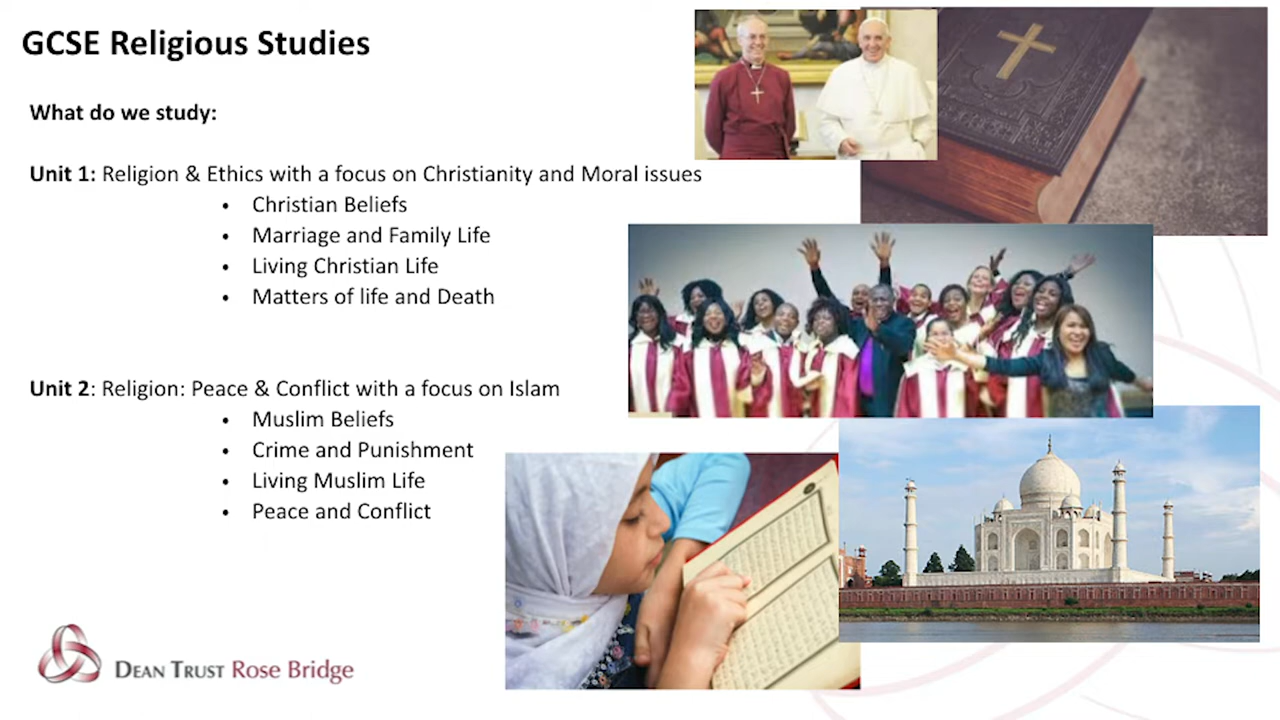 GCSE Religious Studies
What do we study:
Unit 1: Religion & Ethics with a focus on Christianity and Moral issues
• Christian Beliefs
• Marriage and Family Life
• Living Christian Life
• Matters of life and Death
Unit 2: Religion: Peace & Conflict with a focus on Islam
• Muslim Beliefs
• Crime and Punishment
• Living Muslim Life
• Peace and Conflict
DEAN TRUST Rose Bridge